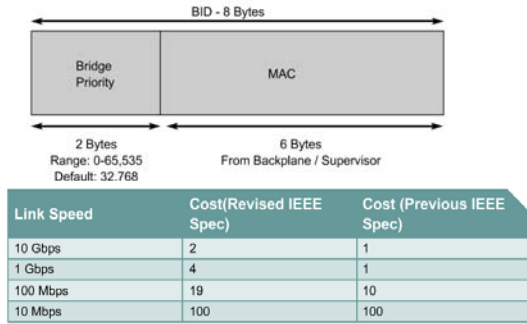 BID - 8 Bytes
Bridge
Priority
MAC
2 Bytes
Range: 0-65,535
Default: 32.768
6 Bytes
From Backplane / Supervisor
Link Speed Cost(Revised IEEE Spec) Cost (Previous IEEE Spec)
10 Gbps 2 1
1 Gbps 4 1
100 Mbps 19 10
10 Mbps 100 100